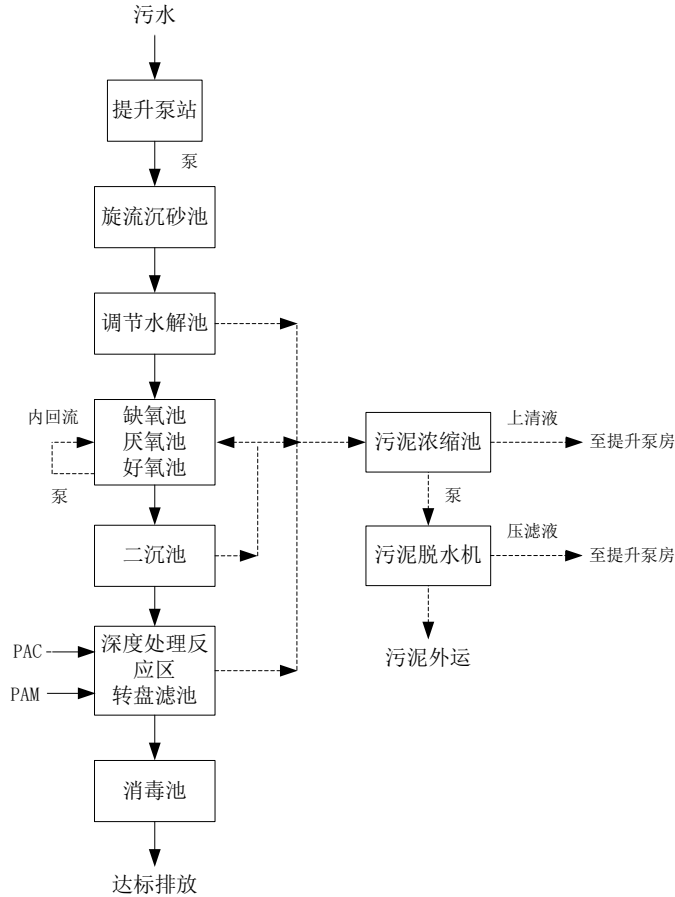 污水
提升泵站
泵
旋流沉砂池
调节水解池
内回流
泵
缺氧池
厌氧池
好氧池
二沉池
PAC
PAM
深度处理反
应区
转盘滤池
消毒池
达标排放
污泥浓缩池
上清液
至提升泵房
泵
污泥脱水机
压滤液
至提升泵房
污泥外运